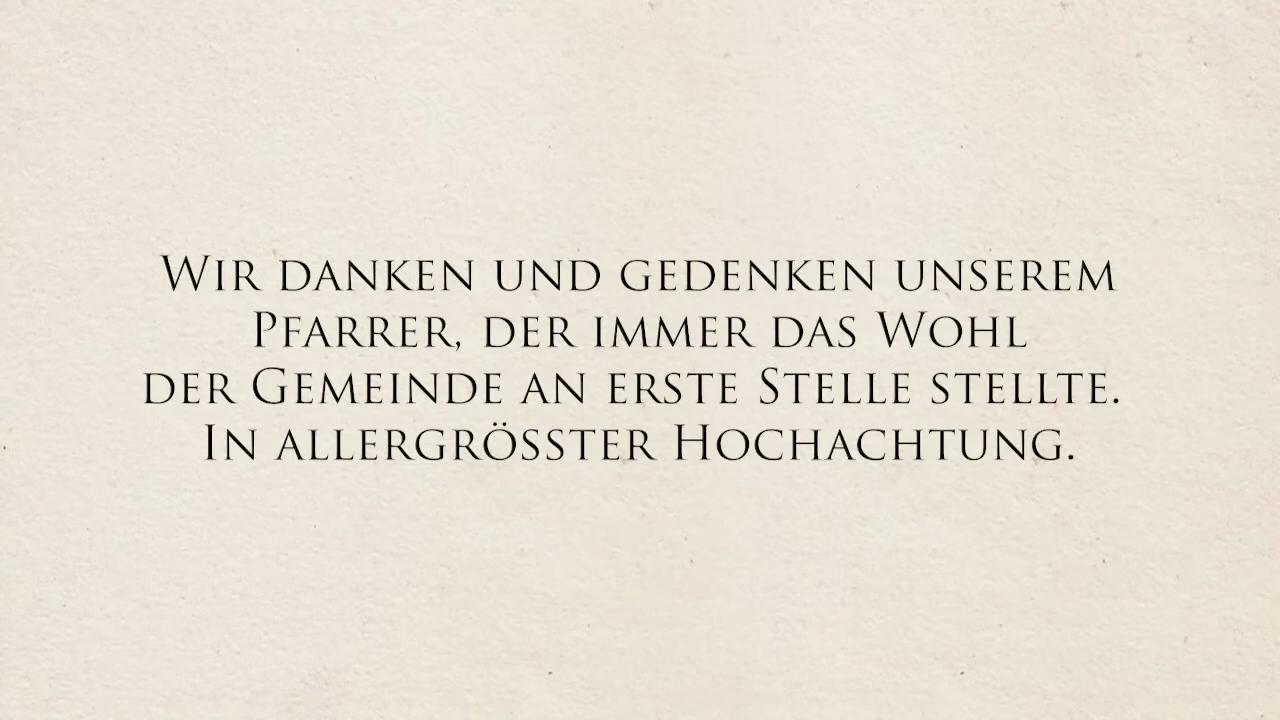 Wir danken und gedenken unserem
Pfarrer, der immer das Wohl
der Gemeinde an erste Stelle stellte.
In allergrösster Hochachtung.